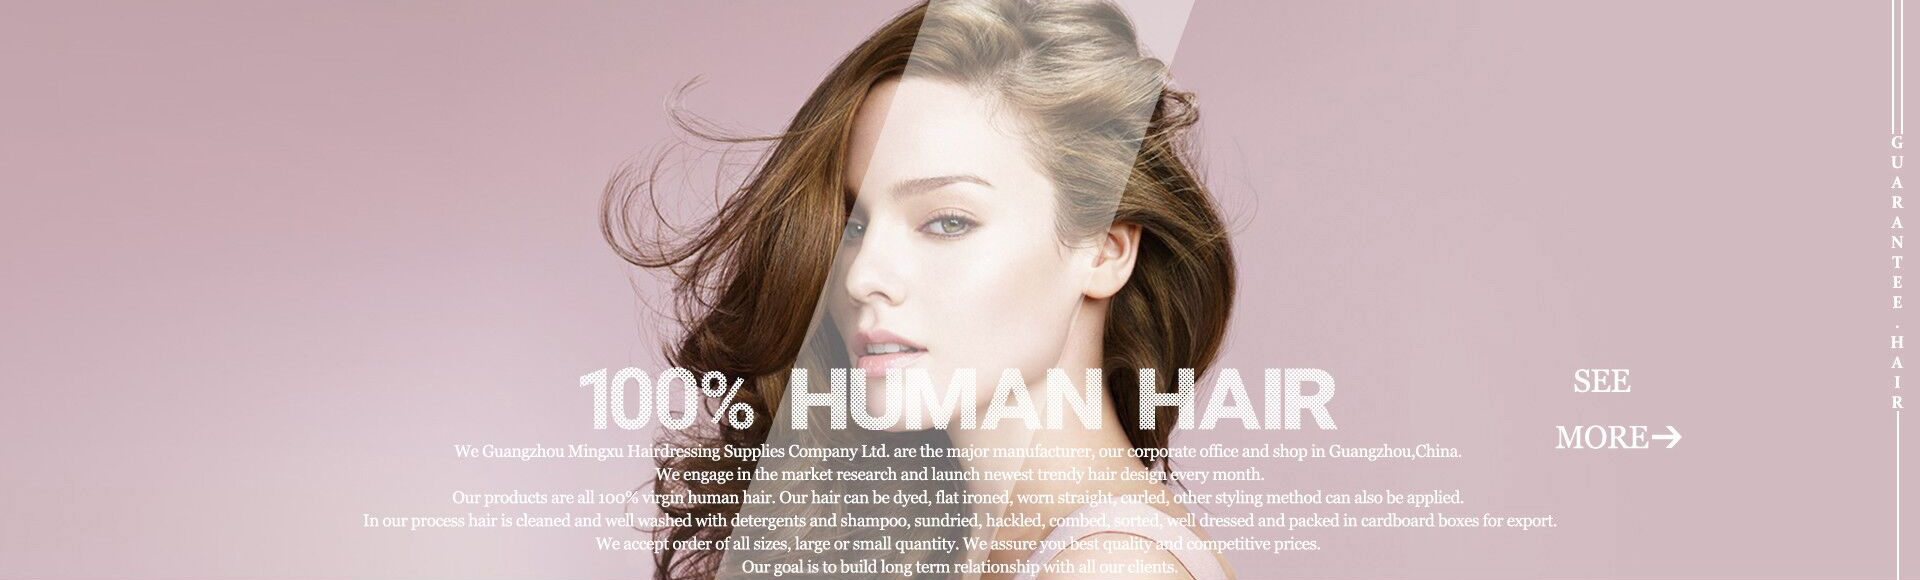 100% HUMAN HAIR
We Guangzhou Mingxu Hairdressing Supplies Company Ltd. are the major manufacturer, our corporate office and shop in Guangzhou,China.
We engage in the market research and launch newest trendy hair design every month.
Our products are all 100% virgin human hair. Our hair can be dyed, flat ironed, worn straight, curled, other styling method can also be applied.
In our process hair is cleaned and well washed with detergents and shampoo, sundried, hackled, combed, sorted, well dressed and packed in cardboard boxes for export.
We accept order of all sizes, large or small quantity. We assure you best quality and competitive prices.
Our goal is to build long term relationship with all our clients.
SEE
MORE→
GUARANTEE.HAIR